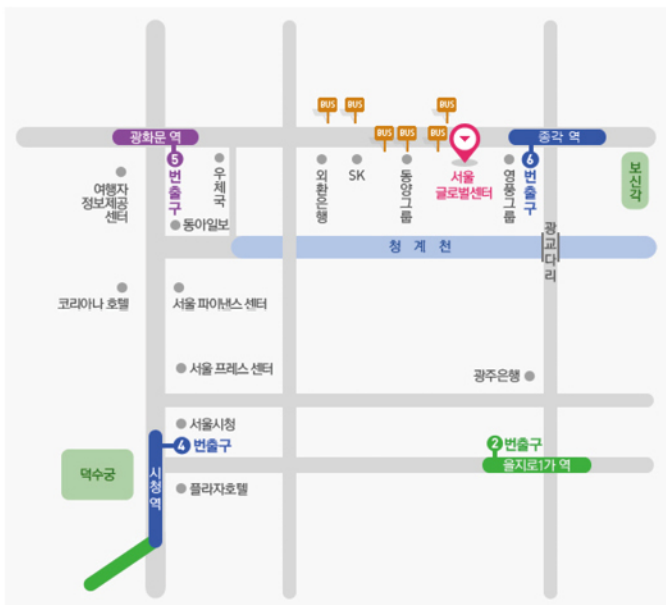 BUS
BUS
BUS
BUS
BUS
BUS
광화문 역
종각 역
5
번출구
우체국
여행자
정보제공
센터
동아일보
외환은행
SK
동양그룹
서울
글로벌센터
영풍그룹
6
번출구
보신각
청계천
광교다리
코리아나 호텔
서울 파이낸스 센터
서울 프레스 센터
광주은행
서울시청
4 번출구
2 번출구
덕수궁
시청역
을지로1가 역
플라자호텔